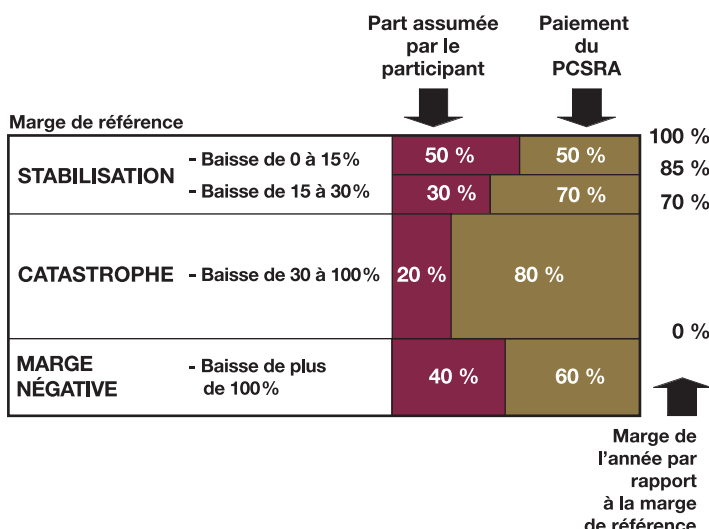 Part assumée
par le
participant
Paiement
du
PCSRA
Marge de référence
100 %
STABILISATION
- Baisse de 0 à 15%
50 %
50 %
85 %
- Baisse de 15 à 30%
30 %
70 %
70 %
CATASTROPHE
- Baisse de 30 à 100%
20 %
80 %
0 %
MARGE
NÉGATIVE
- Baisse de plus
de 100%
40 %
60 %
Marge de
l'année par
rapport
à la marge
de référence